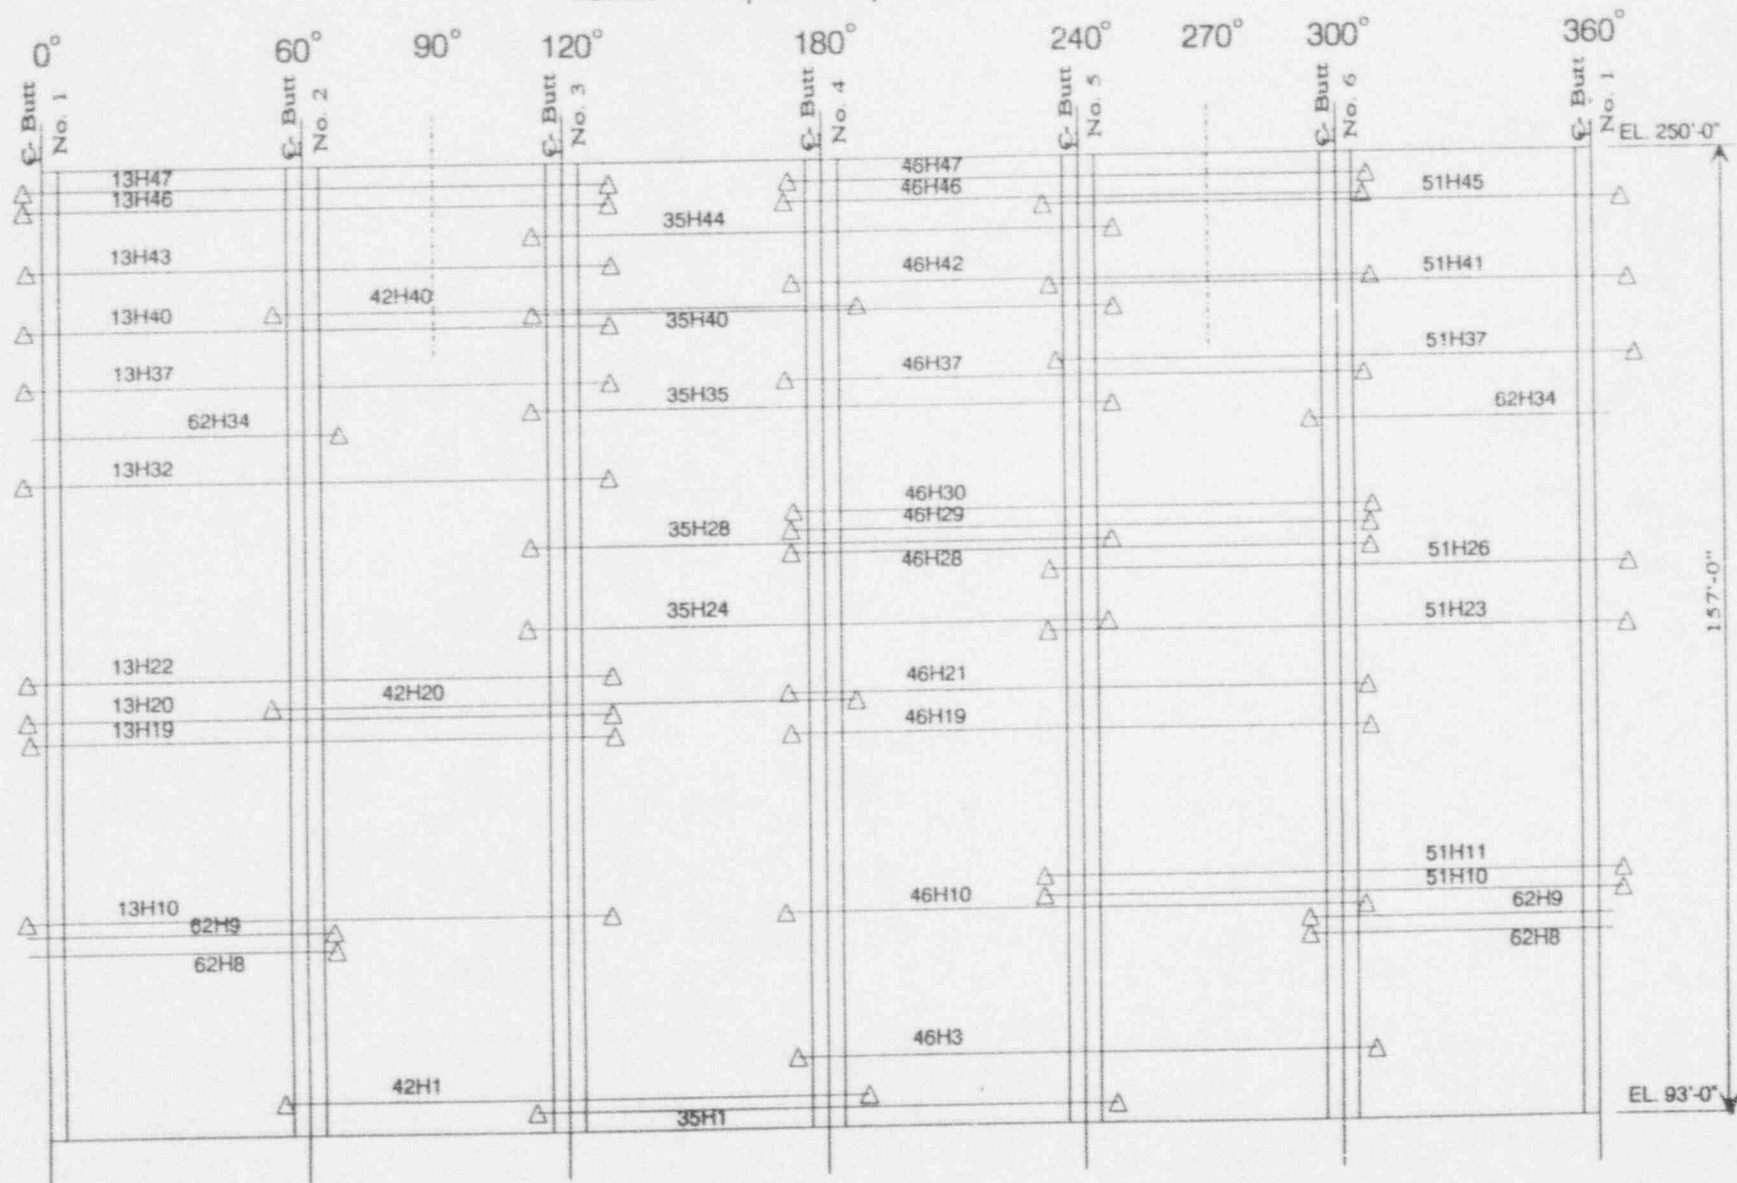 0° 60° 90° 120° 180° 240° 270° 300° 360°
℄ Butt No. 1
℄ Butt No. 2
℄ Butt No. 3
℄ Butt No. 4
℄ Butt No. 5
℄ Butt No. 6
℄ Butt No. 1
EL. 250'-0"
13H47
46H47
13H46
46H46
51H45
35H44
13H43
46H42
51H41
42H40
13H40
35H40
13H37
46H37
51H37
35H35
62H34
62H34
13H32
46H30
46H29
35H28
46H28
51H26
157'-0"
35H24
51H23
13H22
42H20
46H21
13H20
13H19
46H19
51H11
51H10
13H10
46H10
62H9
62H9
62H8
62H8
46H3
42H1
35H1
EL. 93'-0"